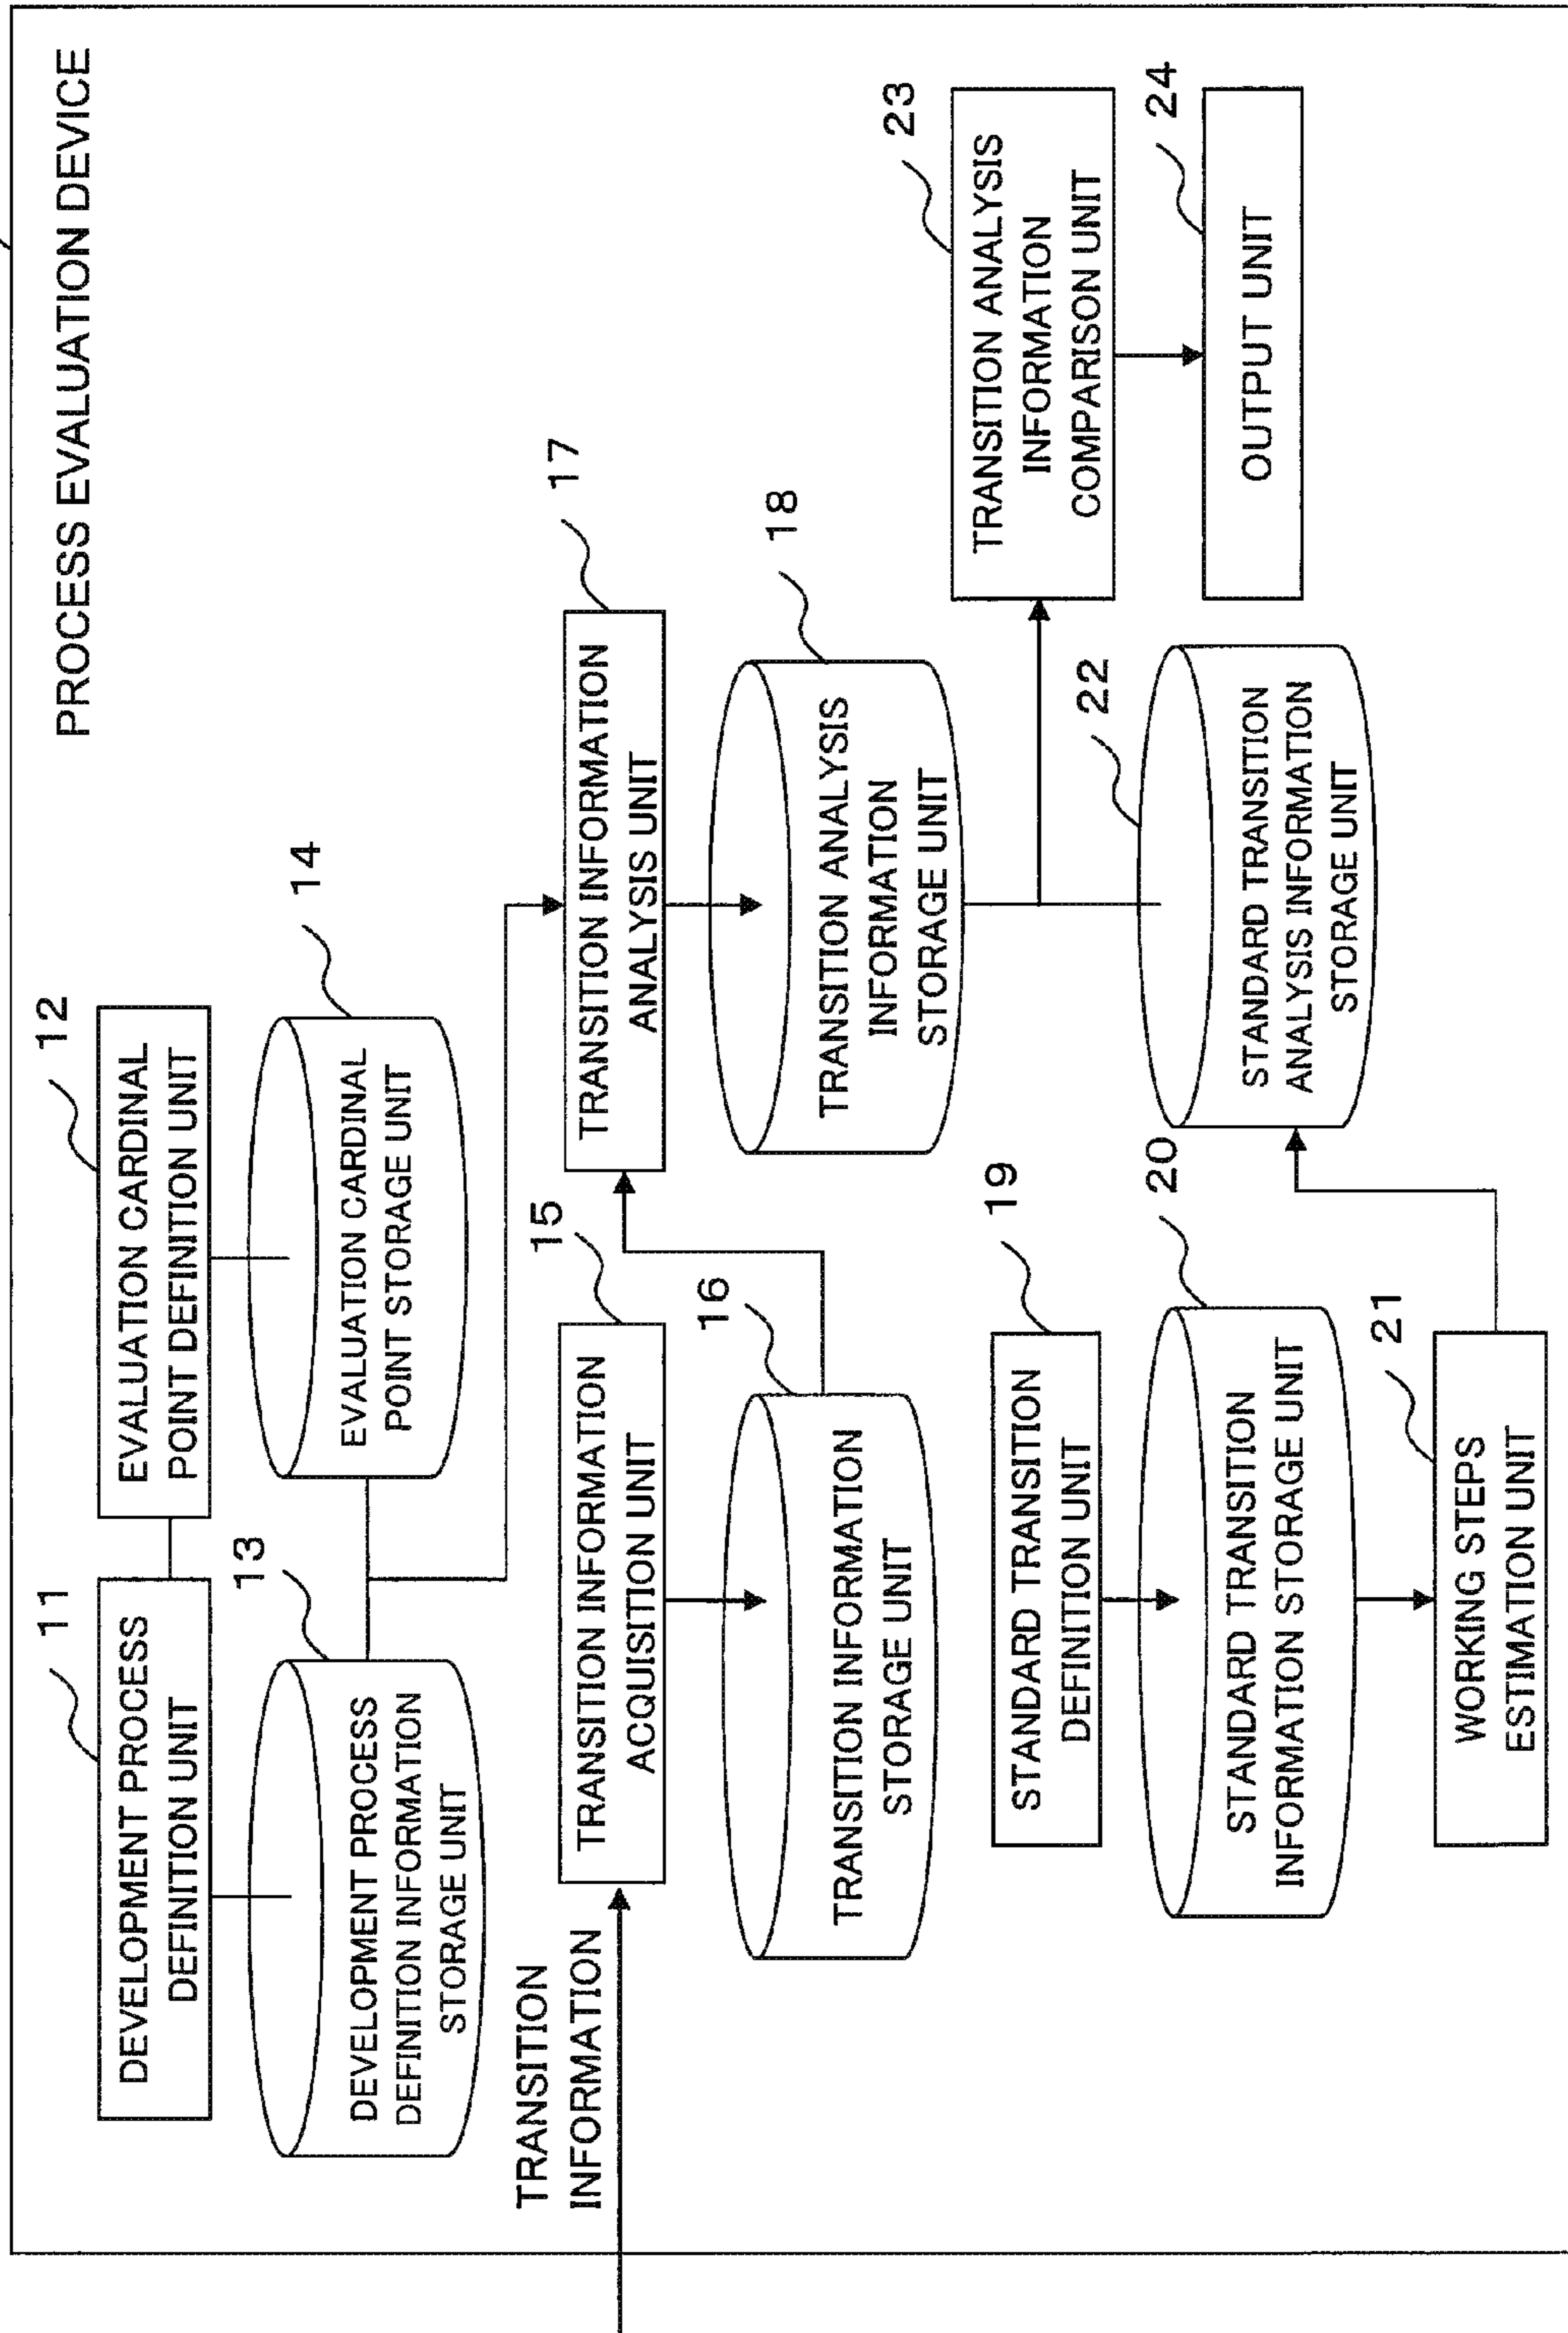 PROCESS EVALUATION DEVICE
11
DEVELOPMENT PROCESS
DEFINITION UNIT
12
EVALUATION CARDINAL
POINT DEFINITION UNIT
13
DEVELOPMENT PROCESS
DEFINITION INFORMATION
STORAGE UNIT
14
EVALUATION CARDINAL
POINT STORAGE UNIT
TRANSITION
INFORMATION
15
TRANSITION INFORMATION
ACQUISITION UNIT
16
TRANSITION INFORMATION
STORAGE UNIT
17
TRANSITION INFORMATION
ANALYSIS UNIT
18
TRANSITION ANALYSIS
INFORMATION
STORAGE UNIT
19
STANDARD TRANSITION
DEFINITION UNIT
20
STANDARD TRANSITION
INFORMATION STORAGE UNIT
21
WORKING STEPS
ESTIMATION UNIT
22
STANDARD TRANSITION
ANALYSIS INFORMATION
STORAGE UNIT
23
TRANSITION ANALYSIS
INFORMATION
COMPARISON UNIT
24
OUTPUT UNIT